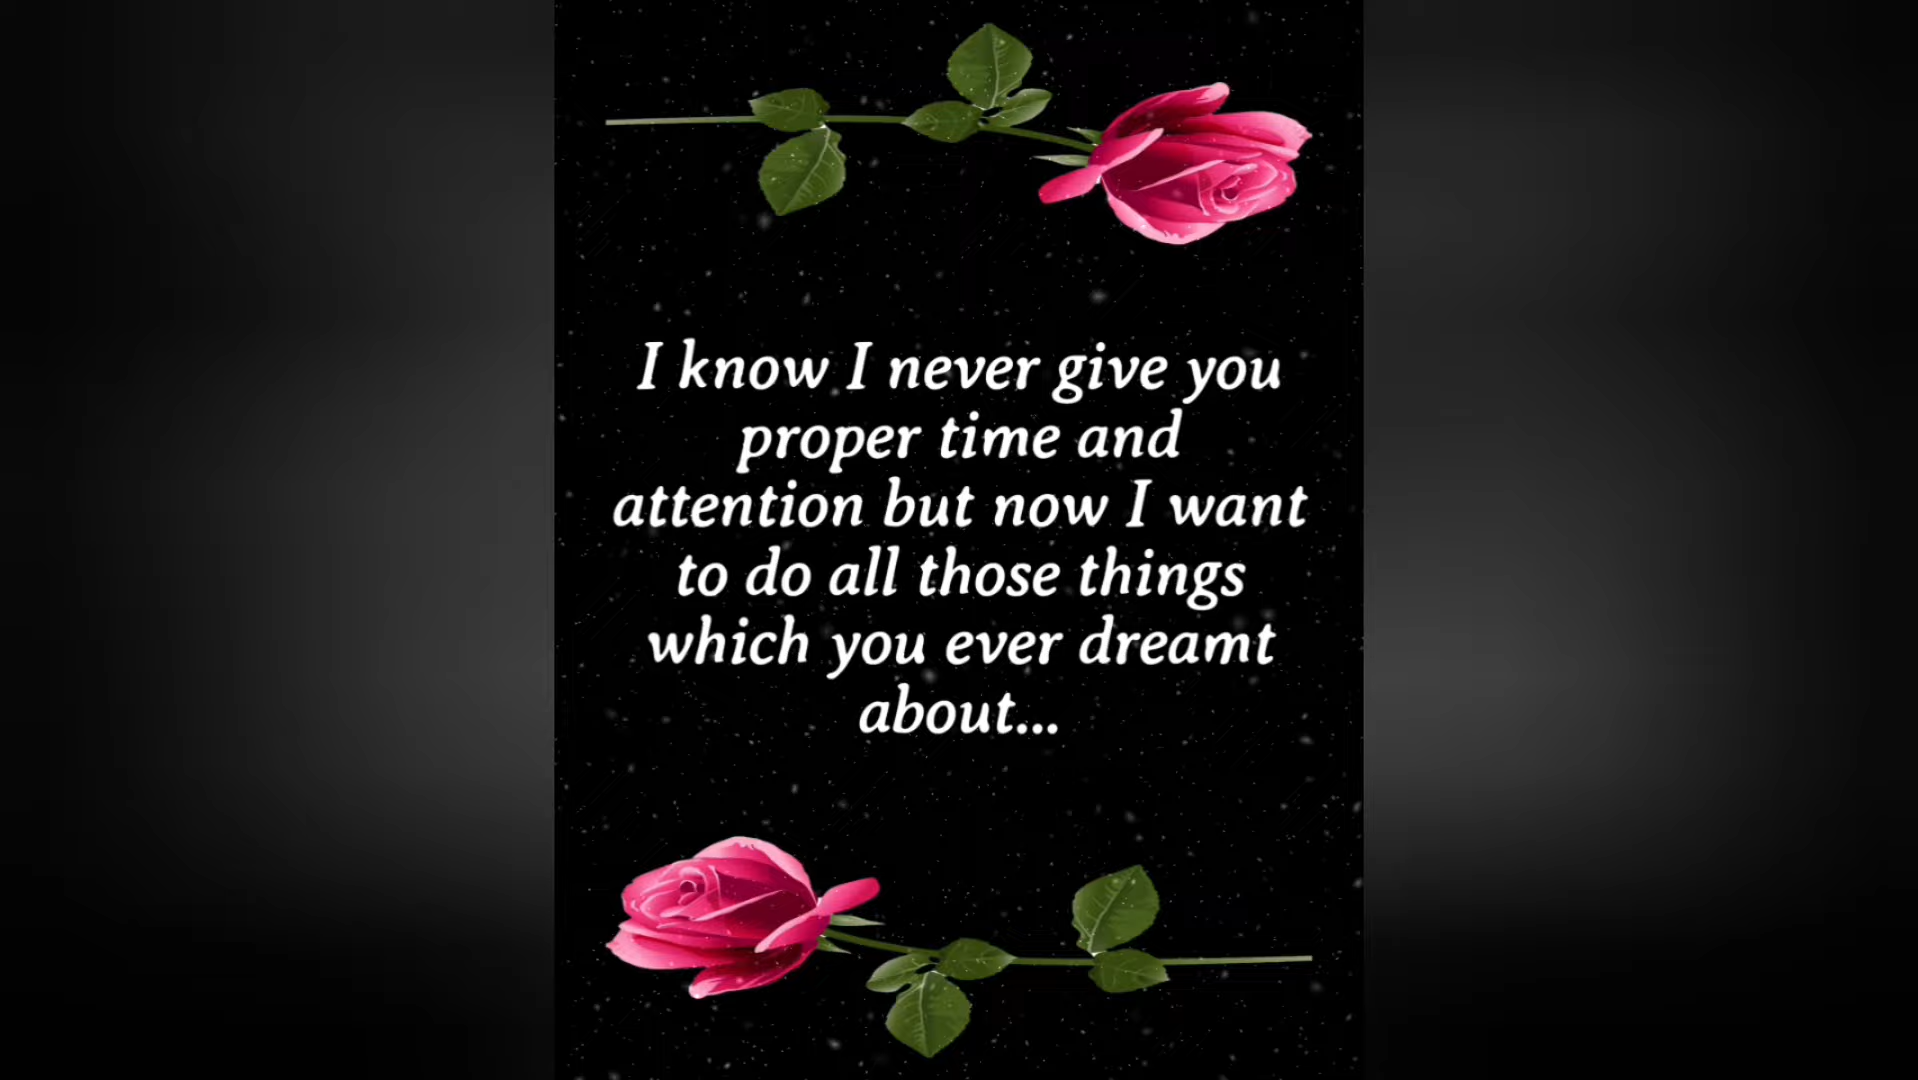 I know I never give you
proper time and
attention but now I want
to do all those things
which you ever dreamt
about...